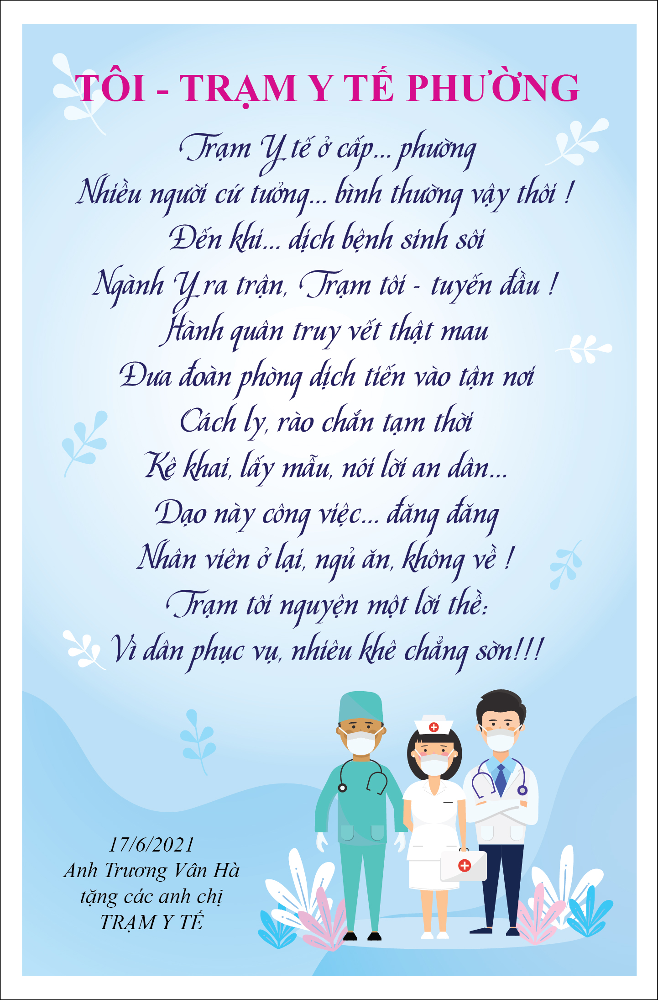 TÔI - TRẠM Y TẾ PHƯỜNG
Trạm Y tế ở cấp... phường
Nhiều người cứ tưởng... bình thường vậy thôi !
Đến khi... dịch bệnh sinh sôi
Ngành Y ra trận, Trạm tôi - tuyến đầu !
Hành quân truy vết thật mau
Đưa đoàn phòng dịch tiến vào tận nơi
Cách ly, rào chắn tạm thời
Kê khai, lấy mẫu, nói lời an dân...
Dạo này công việc... đăng đăng
Nhân viên ở lại, ngủ ăn, không về !
Trạm tôi nguyện một lời thề:
Vì dân phục vụ, nhiêu khê chẳng sờn!!!
17/6/2021
Anh Trương Vân Hà
tặng các anh chị
TRẠM Y TẾ